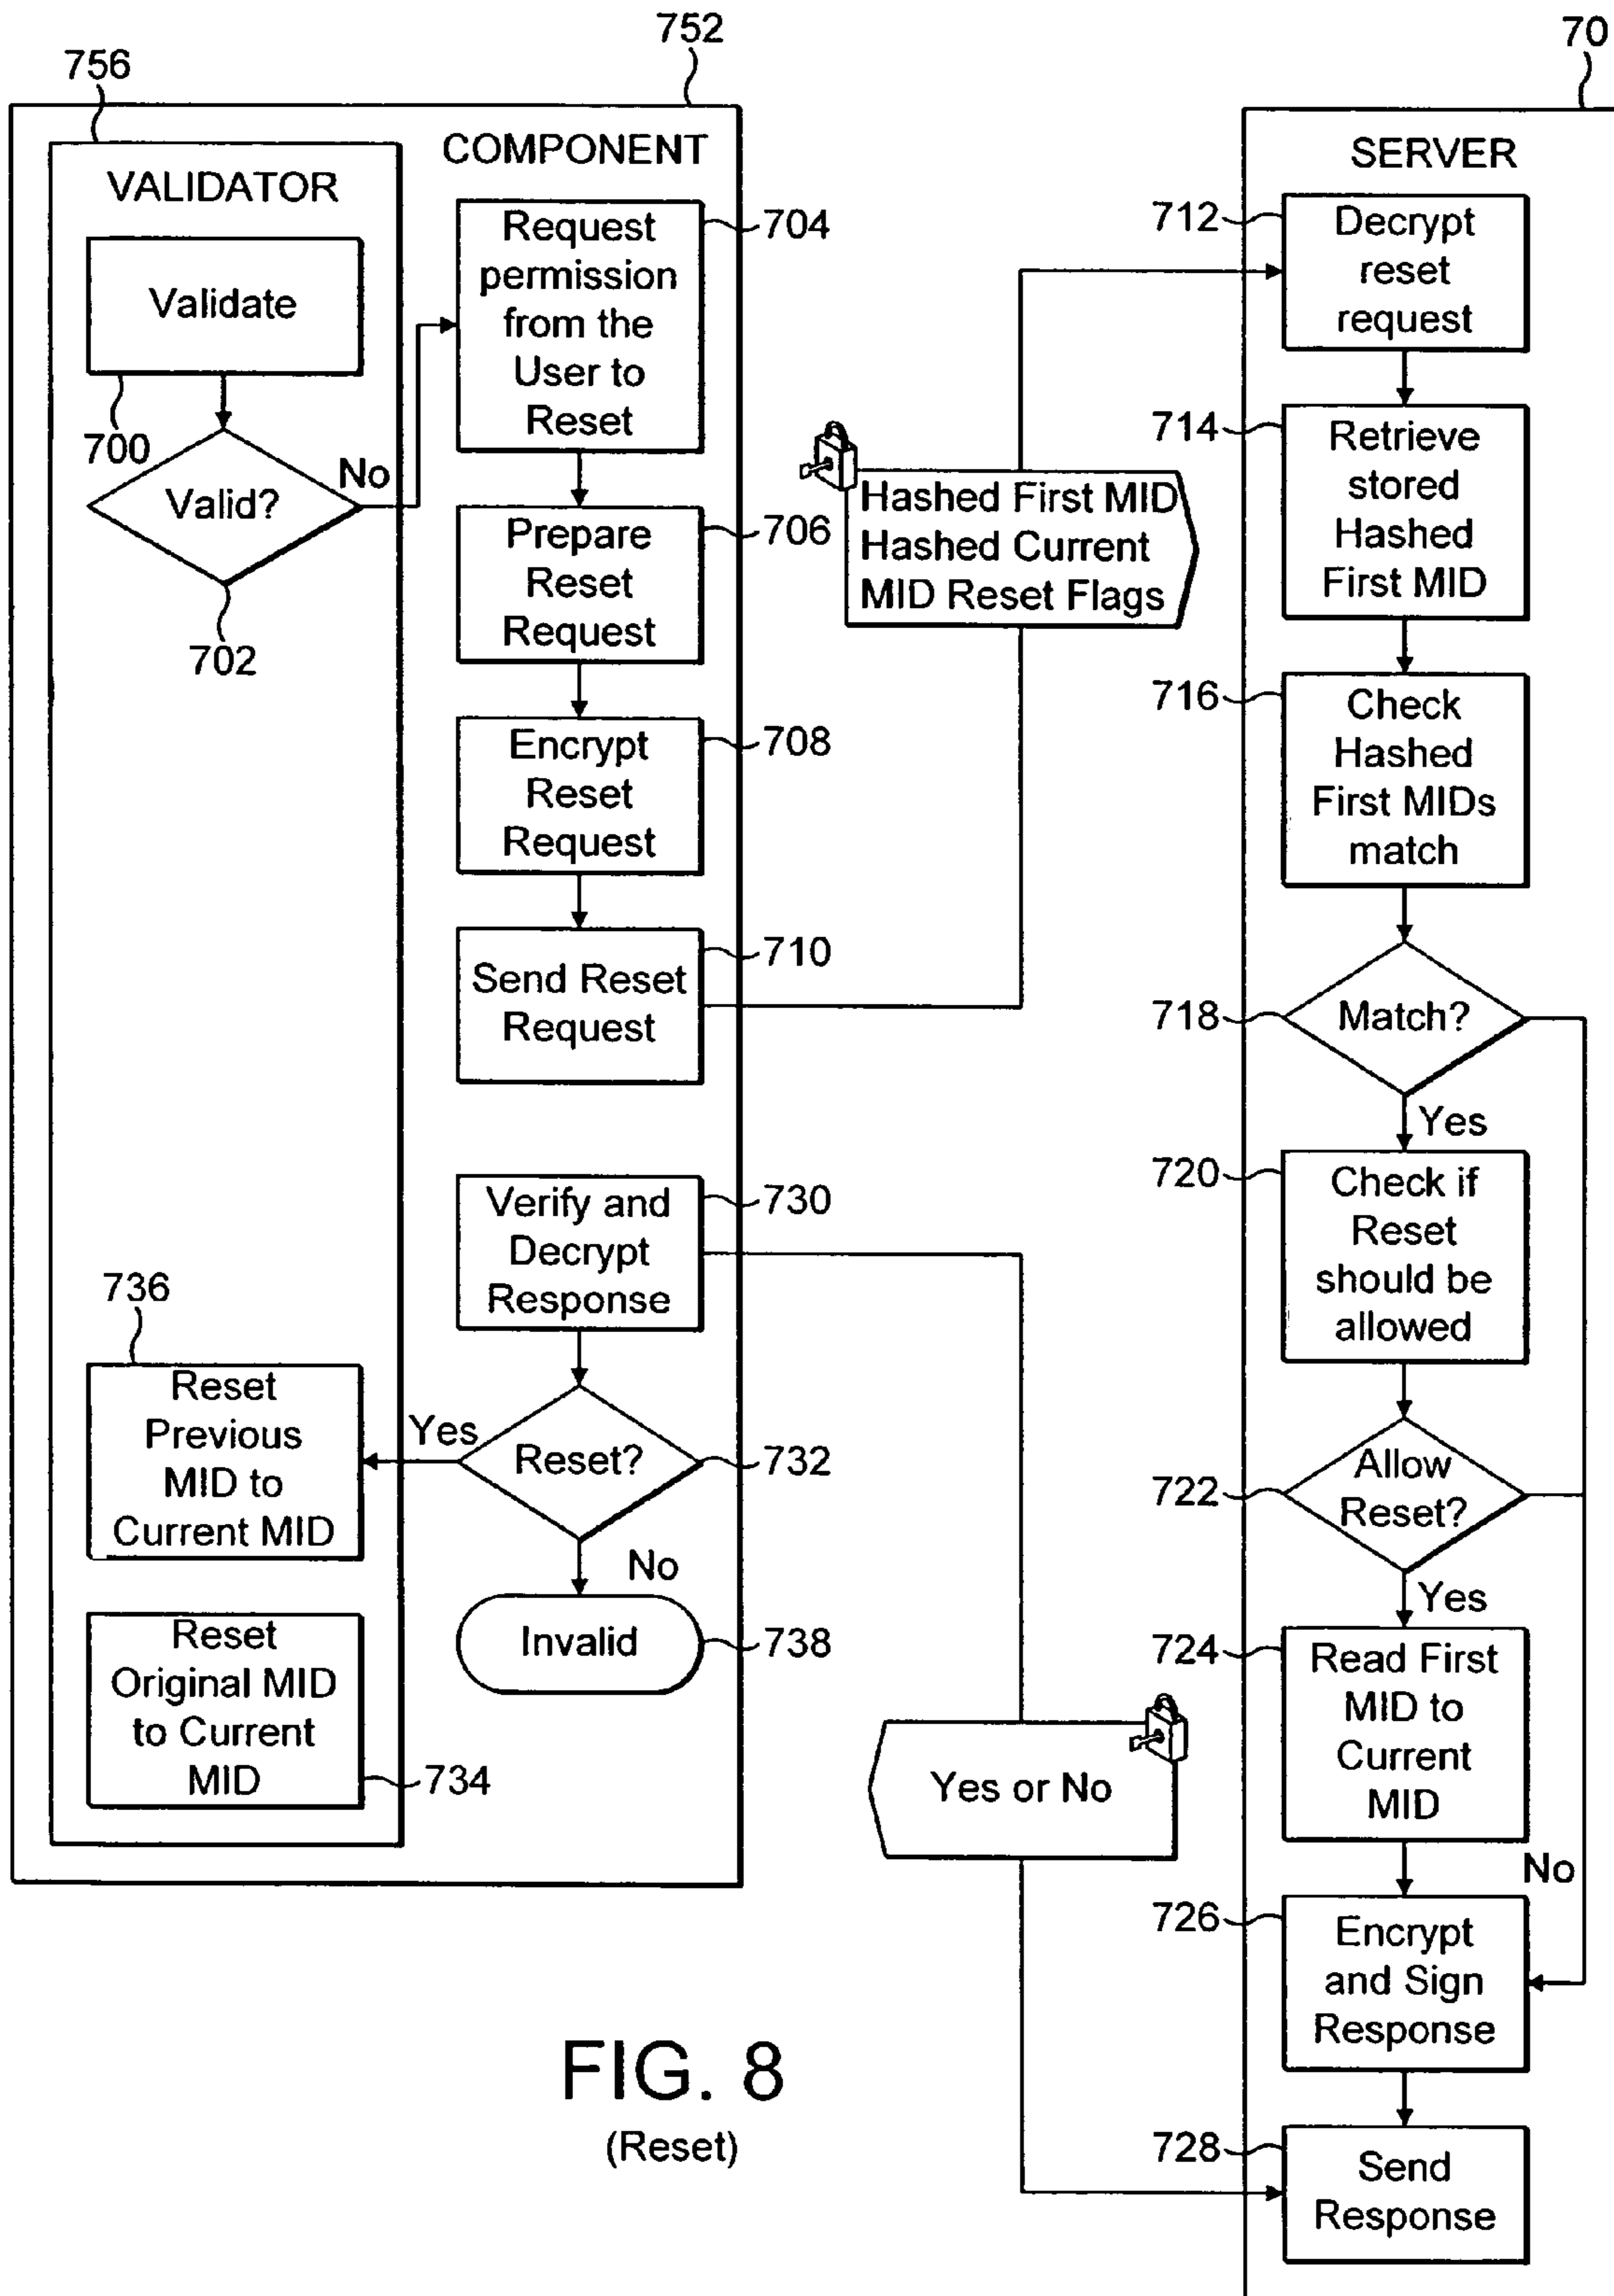 752
70
756
COMPONENT
SERVER
VALIDATOR
Validate
700
Valid?
No
702
Request
permission
from the
User to
Reset
704
Prepare
Reset
Request
706
Encrypt
Reset
Request
708
Send Reset
Request
710
Hashed First MID
Hashed Current
MID Reset Flags
712
Decrypt
reset
request
714
Retrieve
stored
Hashed
First MID
716
Check
Hashed
First MIDs
match
718
Match?
Yes
720
Check if
Reset
should be
allowed
722
Allow
Reset?
Yes
724
Read First
MID to
Current
MID
No
726
Encrypt
and Sign
Response
728
Send
Response
Yes or No
Verify and
Decrypt
Response
730
Reset?
732
Yes
No
Invalid
738
736
Reset
Previous
MID to
Current MID
Reset
Original MID
to Current
MID
734
FIG. 8
(Reset)